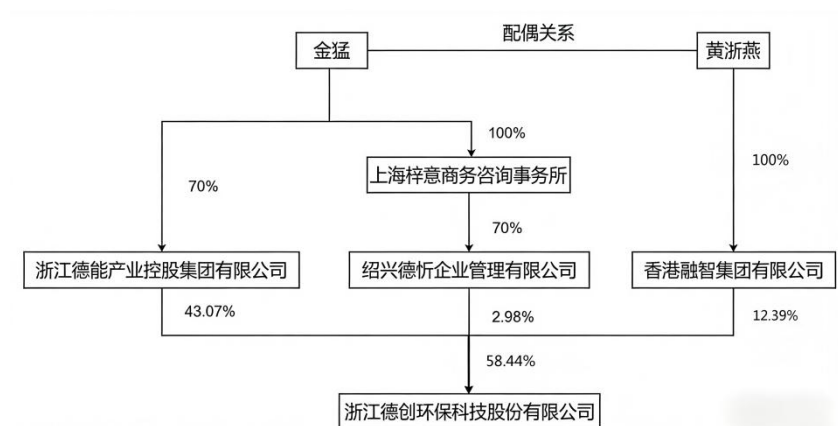 配偶关系
金猛
黄浙燕
100%
上海梓意商务咨询事务所
100%
70%
70%
浙江德能产业控股集团有限公司
绍兴德忻企业管理有限公司
香港融智集团有限公司
43.07%
2.98%
12.39%
58.44%
浙江德创环保科技股份有限公司